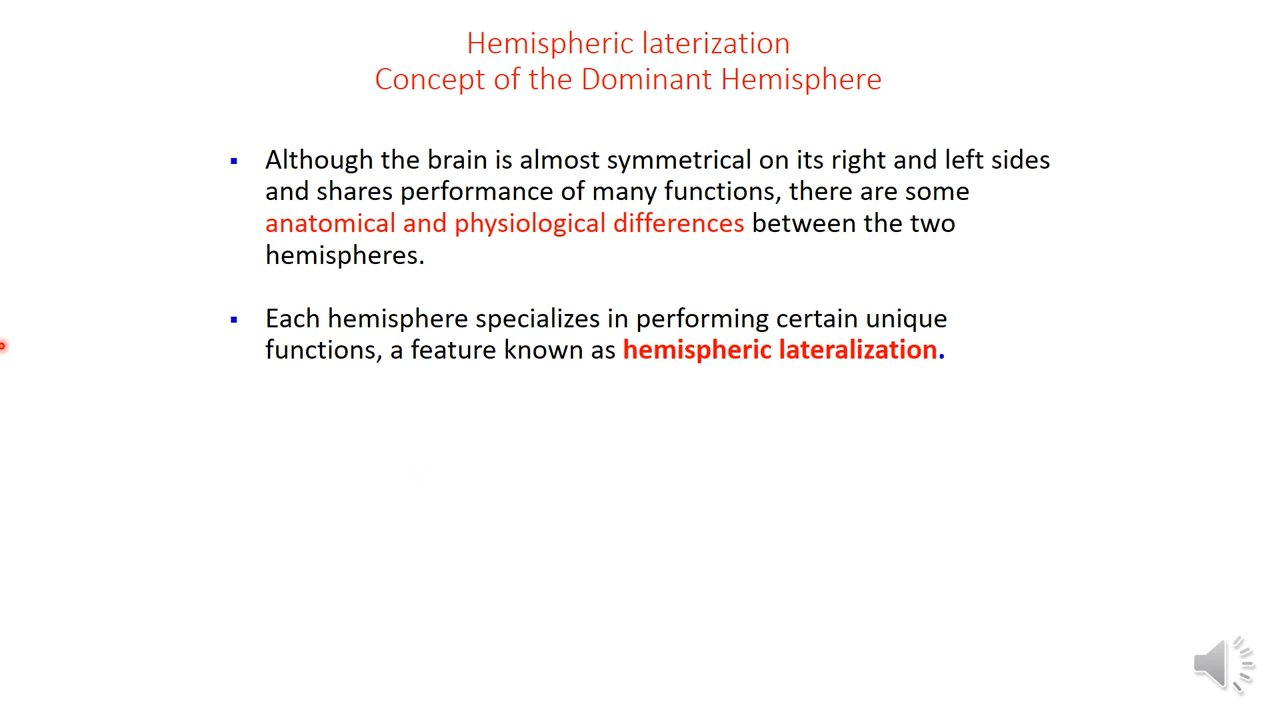 Hemispheric laterization
Concept of the Dominant Hemisphere
▪ Although the brain is almost symmetrical on its right and left sides
and shares performance of many functions, there are some
anatomical and physiological differences between the two
hemispheres.
▪ Each hemisphere specializes in performing certain unique
functions, a feature known as hemispheric lateralization.